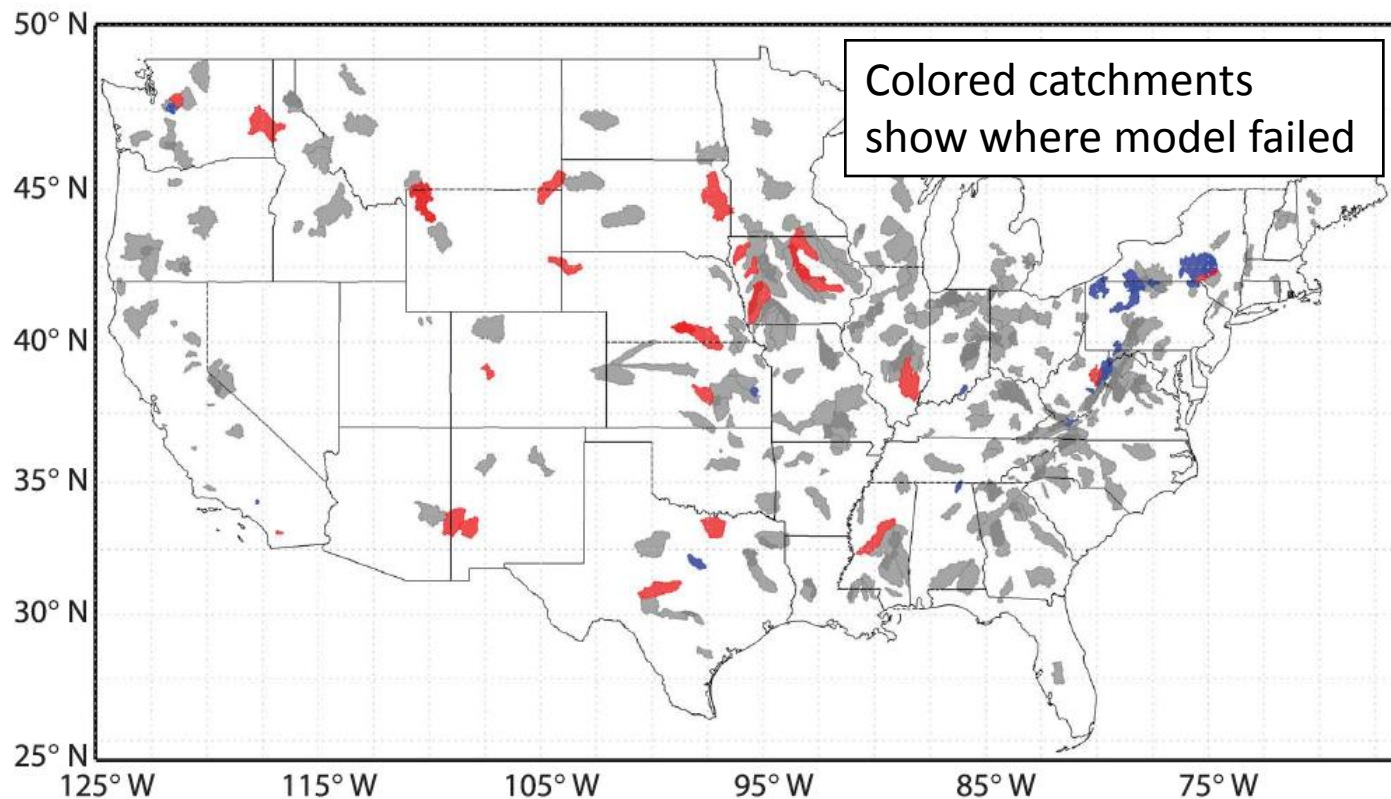 50° N
Colored catchments
show where model failed
45° N
40° N
35° N
30° N
25° N
125° W 115° W 105° W 95° W 85° W 75° W